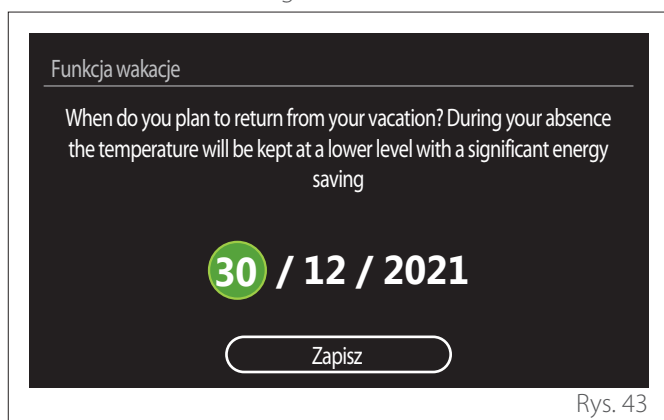 Funkcja wakacje
When do you plan to return from your vacation? During your absence
the temperature will be kept at a lower level with a significant energy
saving
30 / 12 / 2021
Zapisz
Rys. 43